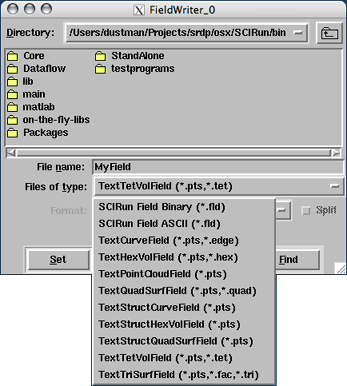 FieldWriter_0
Directory: /Users/dustman/Projects/srdp/osx/SCIRun/bin
Core StandAlone
Dataflow testprograms
lib
main
matlab
on-the-fly-libs
Packages
File name: MyField
Files of type: TextTetVolField (*.pts,*.tet)
SCIRun Field Binary (*.fld)
Format: Split
SCIRun Field ASCII (*.fld)
TextCurveField (*.pts,*.edge)
TextHexVolField (*.pts,*.hex)
Set Find
TextPointCloudField (*.pts)
TextQuadSurfField (*.pts,*.quad)
TextStructCurveField (*.pts)
TextStructHexVolField (*.pts)
TextStructQuadSurfField (*.pts)
TextTetVolField (*.pts,*.tet)
TextTriSurfField (*.pts,*.fac,*.tri)